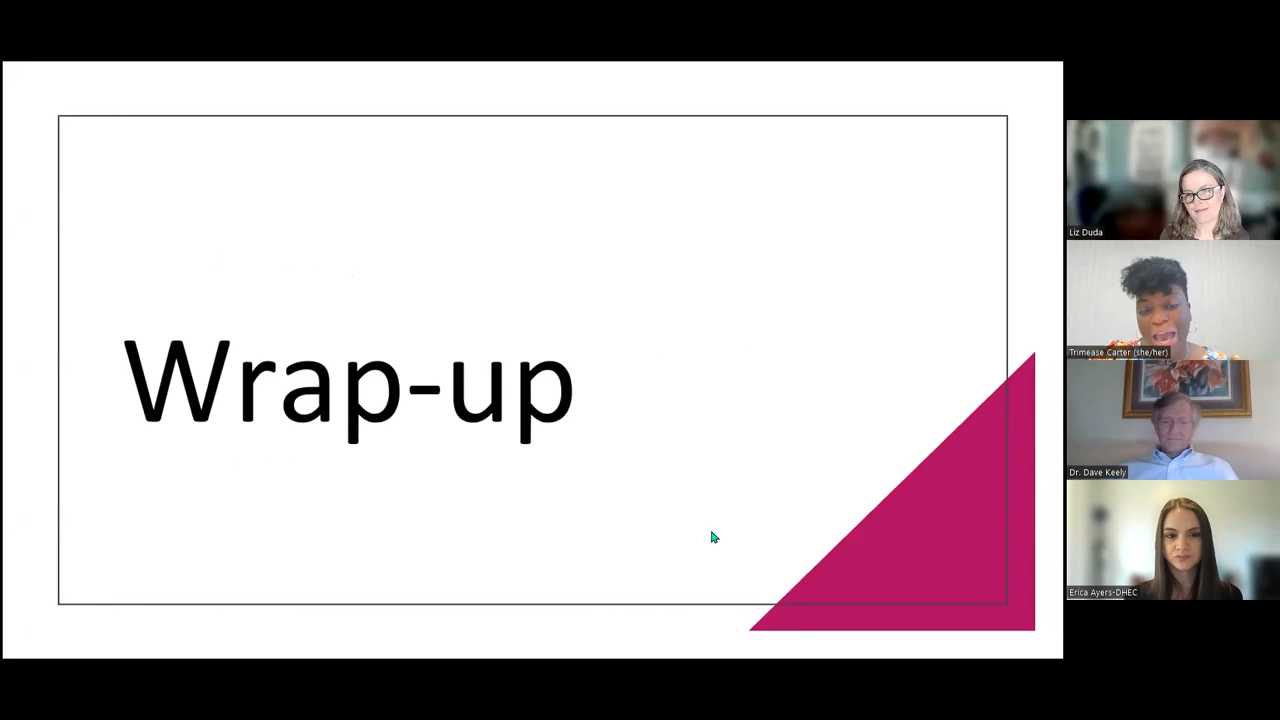 Wrap-up
Liz Duda
Trimease Carter (she/her)
Dr. Dave Keely
Erica Ayers-DHEC